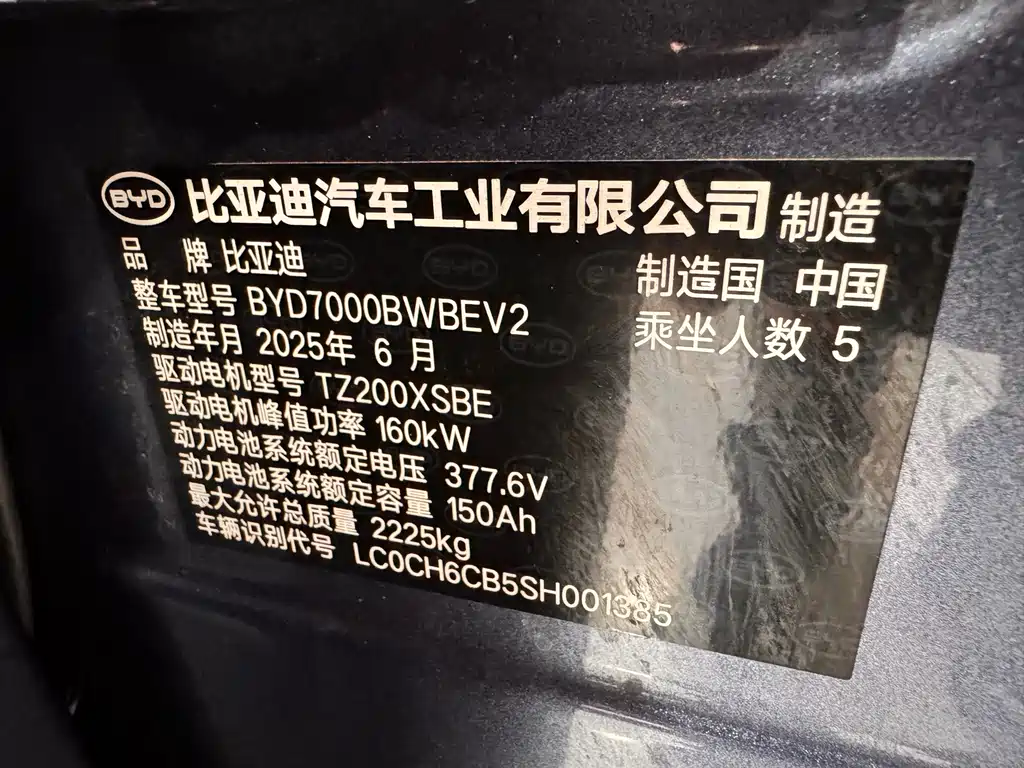 BYD 比亚迪汽车工业有限公司 制造
品 牌 比亚迪
制造国 中国
整车型号 BYD7000BWBEV2
乘坐人数 5
制造年月 2025年 6 月
驱动电机型号 TZ200XSBE
驱动电机峰值功率 160kW
动力电池系统额定电压 377.6V
动力电池系统额定容量 150Ah
最大允许总质量 2225kg
车辆识别代号 LC0CH6CB5SH001385